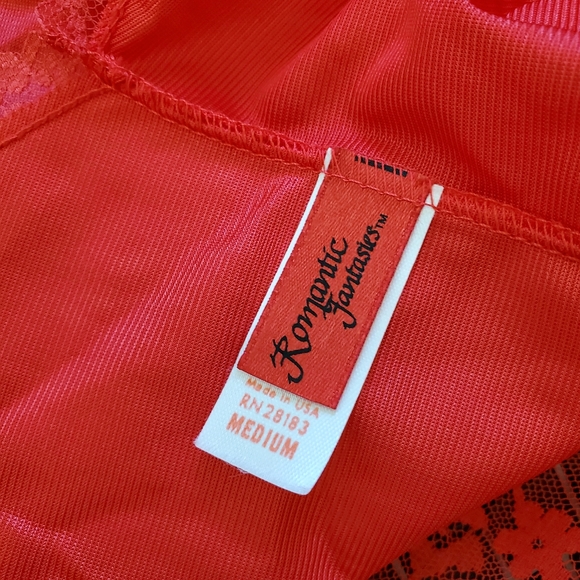 Romantic
Fantasies™
Made in USA
RN 28183
MEDIUM